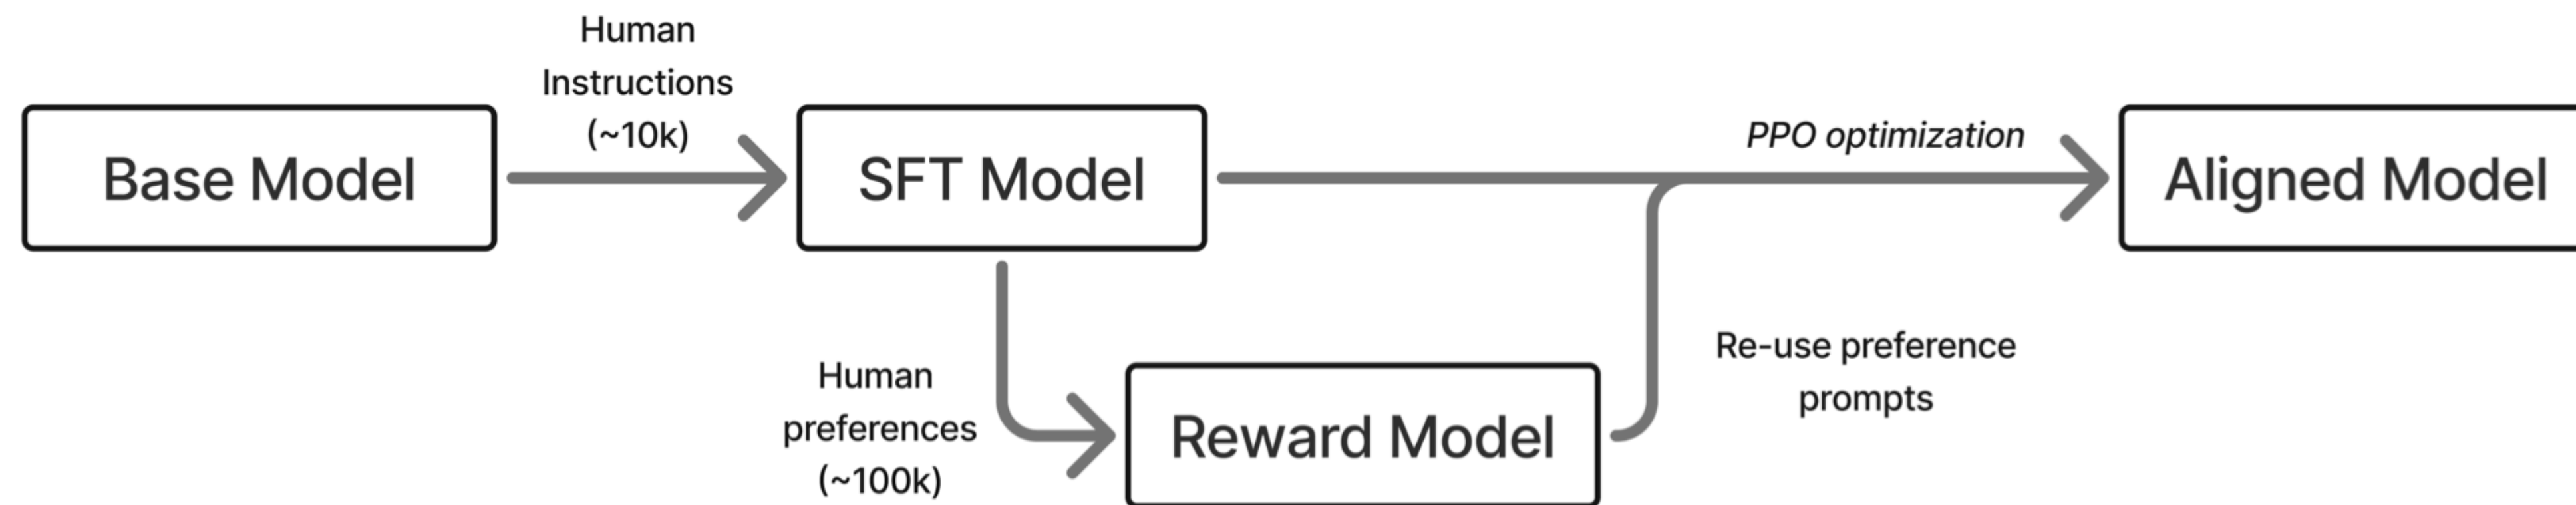 Human
Instructions
(~10k)
Base Model
SFT Model
PPO optimization
Aligned Model
Human
preferences
(~100k)
Reward Model
Re-use preference
prompts